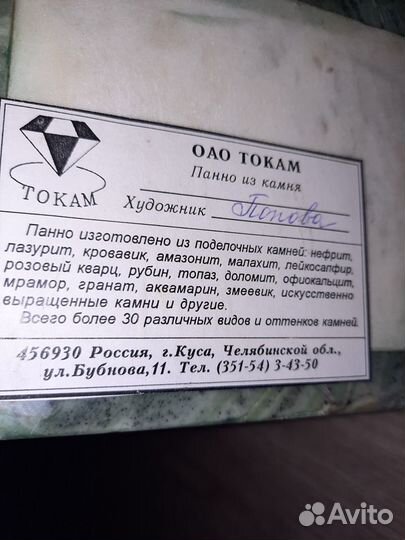 ОАО ТОКАМ
Панно из камня
ТОКАМ
Художник Попова
Панно изготовлено из поделочных камней: нефрит,
лазурит, кровавик, амазонит, малахит, лейкосапфир,
розовый кварц, рубин, топаз, доломит, офиокальцит,
мрамор, гранат, аквамарин, змеевик, искусственно
выращенные камни и другие.
Всего более 30 различных видов и оттенков камней.
456930 Россия, г.Куса, Челябинской обл.,
ул.Бубнова,11. Тел. (351-54) 3-43-50
Avito